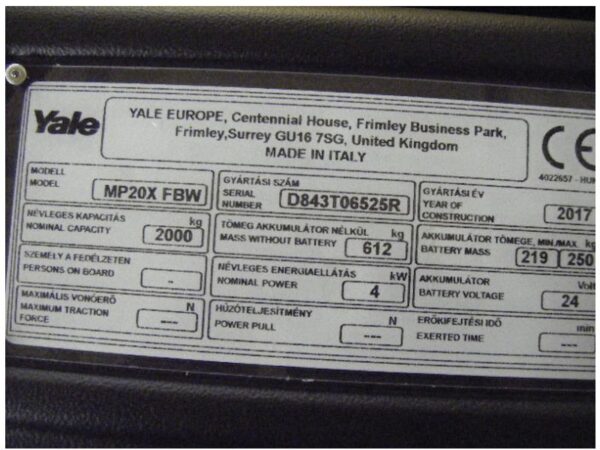 Yale
YALE EUROPE, Centennial House, Frimley Business Park,
Frimley,Surrey GU16 7SG, United Kingdom
MADE IN ITALY
CE
4022657 - HUN
MODELL
MODEL
MP20X FBW
GYÁRTÁSI SZÁM
SERIAL
NUMBER
D843T06525R
GYÁRTÁSI ÉV
YEAR OF
CONSTRUCTION
2017
NÉVLEGES KAPACITÁS
NOMINAL CAPACITY
kg
2000
TÖMEG AKKUMULÁTOR NÉLKÜL
MASS WITHOUT BATTERY
kg
612
AKKUMULÁTOR TÖMEGE, MIN./MAX.
BATTERY MASS
kg
219
250
SZEMÉLY A FEDÉLZETEN
PERSONS ON BOARD
-
NÉVLEGES ENERGIAELLÁTÁS
NOMINAL POWER
kW
4
AKKUMULÁTOR
BATTERY VOLTAGE
Volt
24
MAXIMÁLIS VONÓERŐ
MAXIMUM TRACTION
FORCE
N
---
HÚZÓTELJESÍTMÉNY
POWER PULL
N
---
ERŐKIFEJTÉSI IDŐ
EXERTED TIME
min
---